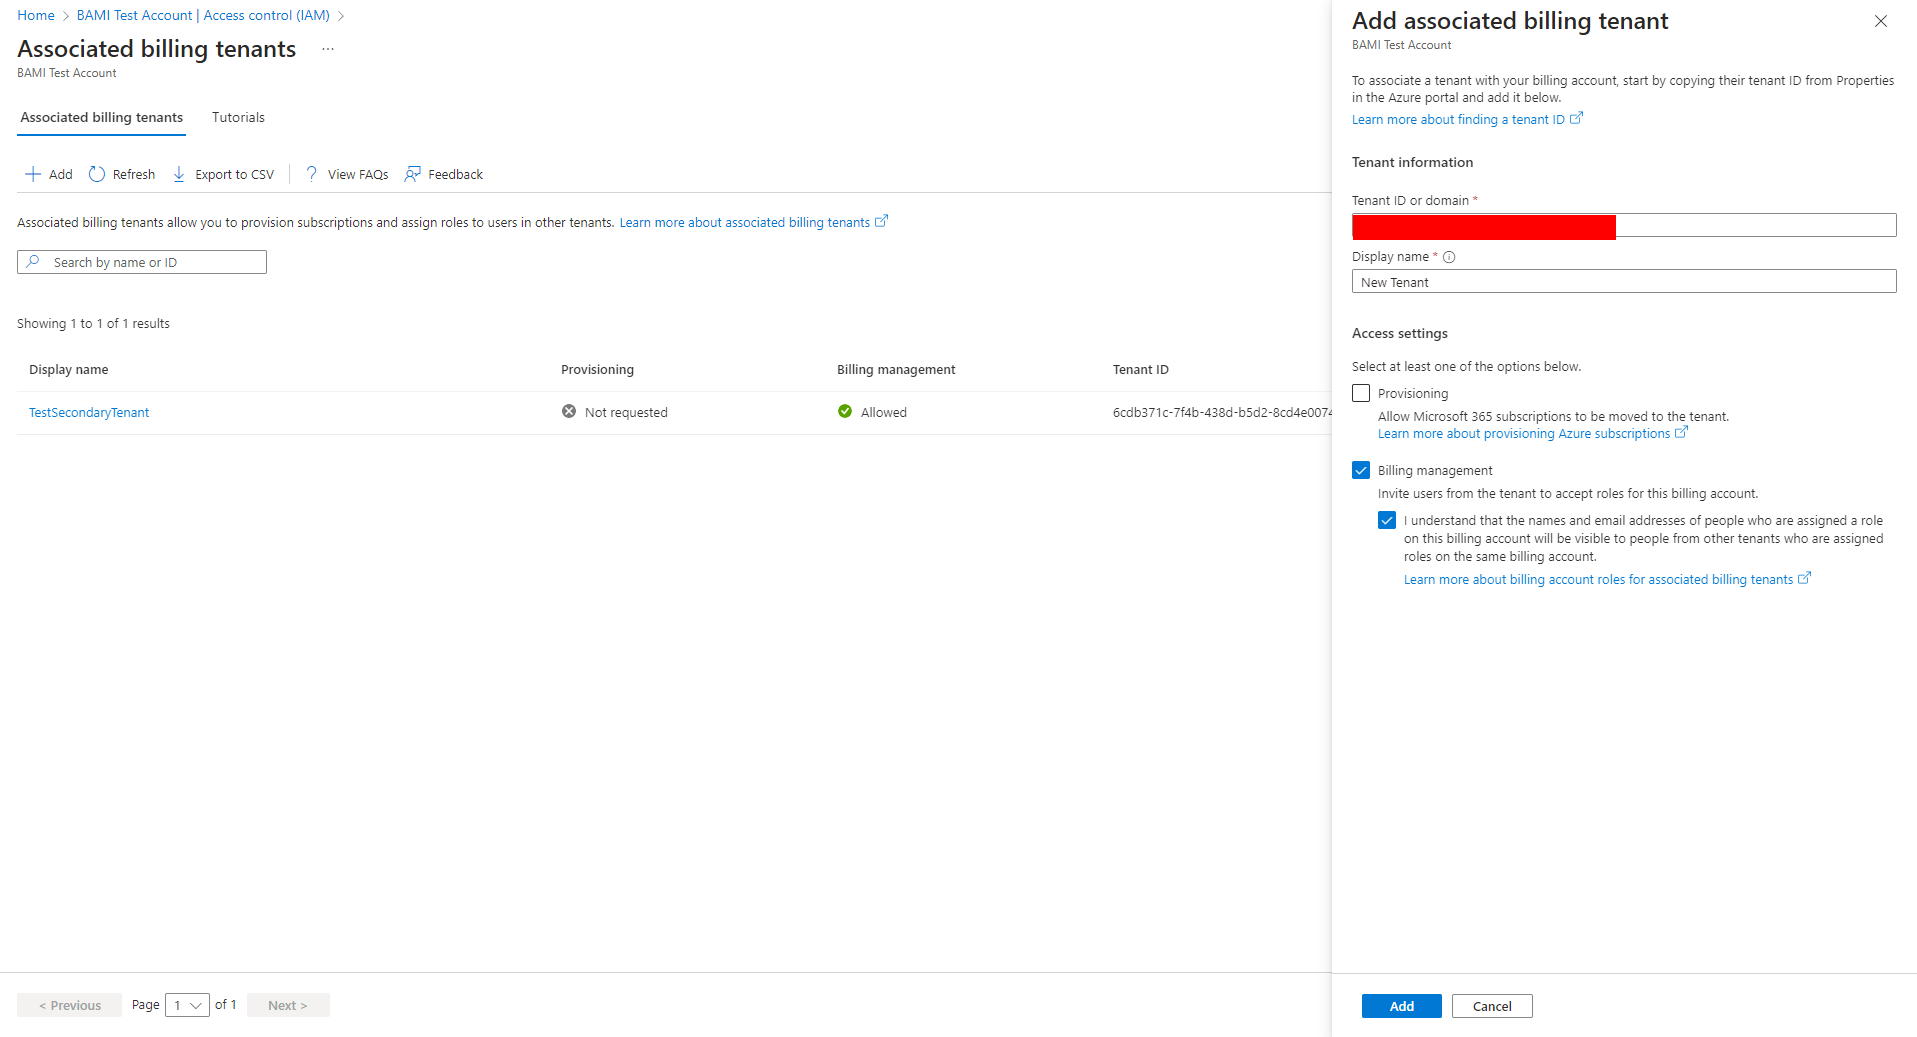 Home > BAMI Test Account | Access control (IAM) >
Associated billing tenants ...
BAMI Test Account
Associated billing tenants Tutorials
Add Refresh Export to CSV View FAQs Feedback
Associated billing tenants allow you to provision subscriptions and assign roles to users in other tenants. Learn more about associated billing tenants
Search by name or ID
Showing 1 to 1 of 1 results
Display name Provisioning Billing management Tenant ID
TestSecondaryTenant Not requested Allowed 6cdb371c-7f4b-438d-b5d2-8cd4e0074
< Previous Page 1 of 1 Next >
Add associated billing tenant
BAMI Test Account
To associate a tenant with your billing account, start by copying their tenant ID from Properties
in the Azure portal and add it below.
Learn more about finding a tenant ID
Tenant information
Tenant ID or domain *
Display name *
New Tenant
Access settings
Select at least one of the options below.
Provisioning
Allow Microsoft 365 subscriptions to be moved to the tenant.
Learn more about provisioning Azure subscriptions
Billing management
Invite users from the tenant to accept roles for this billing account.
I understand that the names and email addresses of people who are assigned a role
on this billing account will be visible to people from other tenants who are assigned
roles on the same billing account.
Learn more about billing account roles for associated billing tenants
Add Cancel